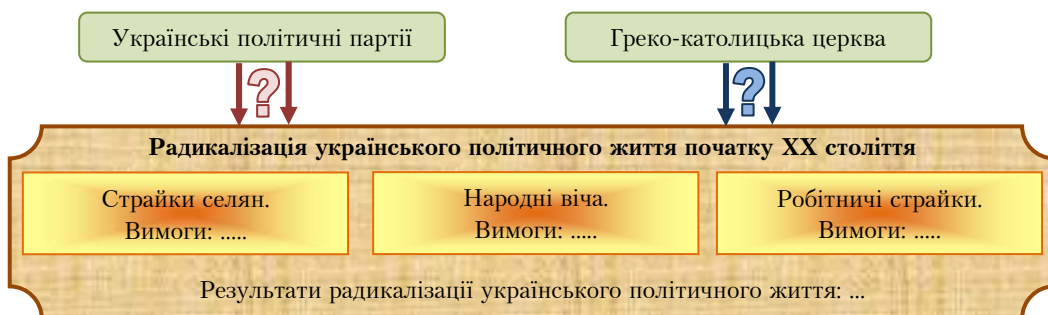 Українські політичні партії
Греко-католицька церква
? ?
Радикалізація українського політичного життя початку ХХ століття
Страйки селян.
Вимоги: .....
Народні віча.
Вимоги: .....
Робітничі страйки.
Вимоги: .....
Результати радикалізації українського політичного життя: ...